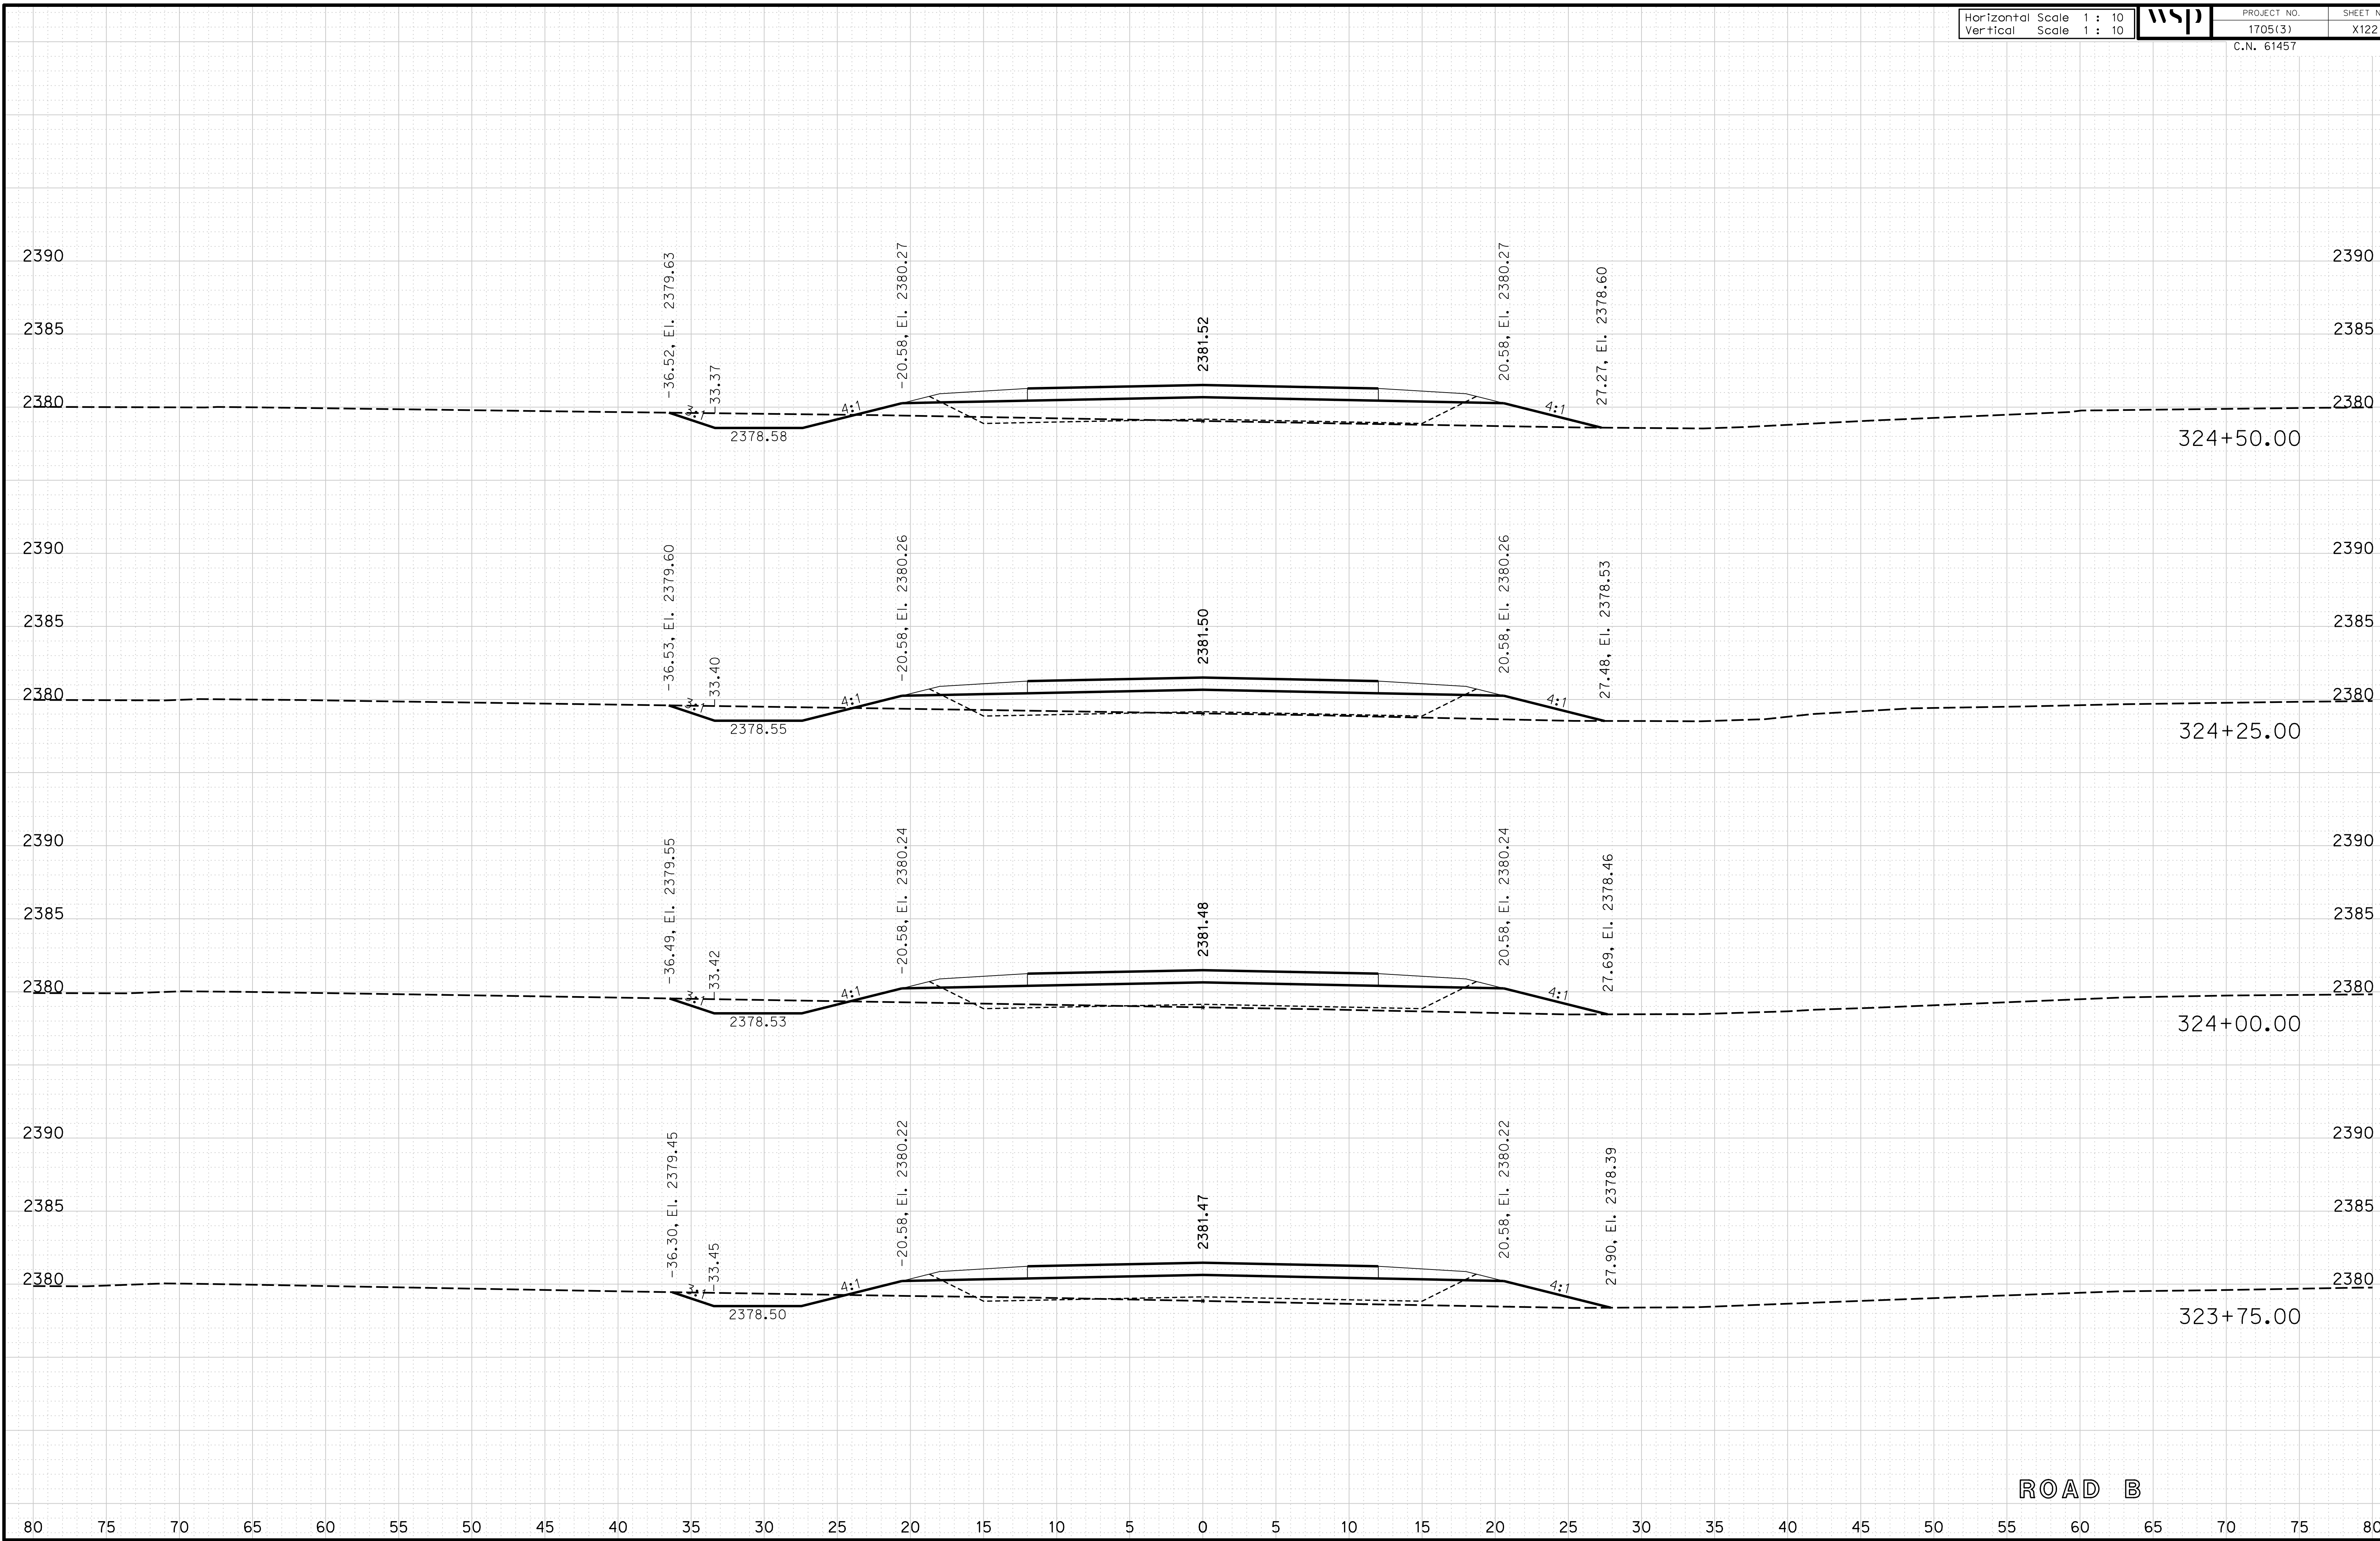 Horizontal Scale 1 : 10
Vertical Scale 1 : 10
wsp
PROJECT NO.
1705(3)
SHEET N
X122
C.N. 61457
2390
2385
2380
-36.52, El. 2379.63
-33.37
-20.58, El. 2380.27
2381.52
20.58, El. 2380.27
27.27, El. 2378.60
2390
2385
2380
3:1
4:1
4:1
2378.58
324+50.00
2390
2385
2380
-36.53, El. 2379.60
-33.40
-20.58, El. 2380.26
2381.50
20.58, El. 2380.26
27.48, El. 2378.53
2390
2385
2380
3:1
4:1
4:1
2378.55
324+25.00
2390
2385
2380
-36.49, El. 2379.55
-33.42
-20.58, El. 2380.24
2381.48
20.58, El. 2380.24
27.69, El. 2378.46
2390
2385
2380
3:1
4:1
4:1
2378.53
324+00.00
2390
2385
2380
-36.30, El. 2379.45
-33.45
-20.58, El. 2380.22
2381.47
20.58, El. 2380.22
27.90, El. 2378.39
2390
2385
2380
3:1
4:1
4:1
2378.50
323+75.00
ROAD B
80 75 70 65 60 55 50 45 40 35 30 25 20 15 10 5 0 5 10 15 20 25 30 35 40 45 50 55 60 65 70 75 80